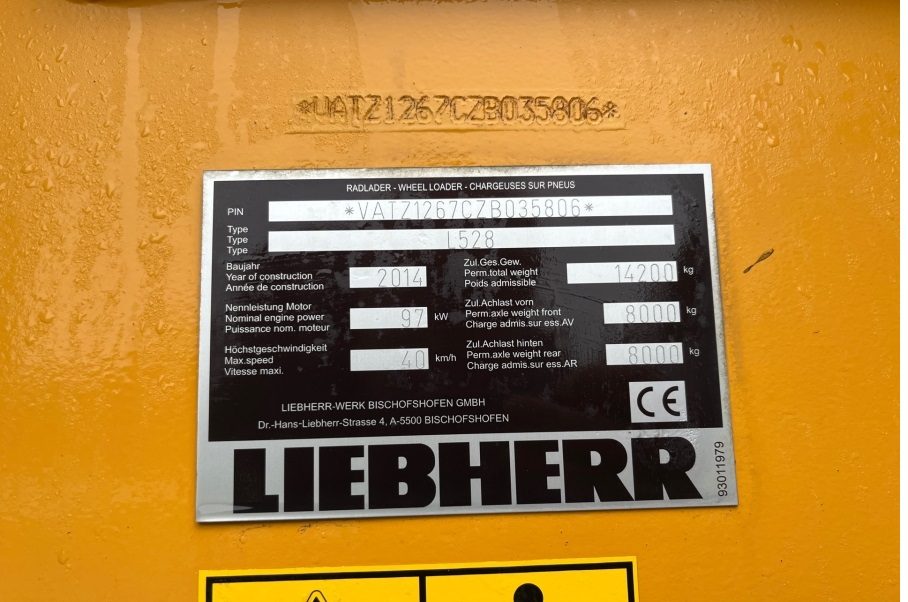 *VATZ1267CZB035806*
RADLADER - WHEEL LOADER - CHARGEUSES SUR PNEUS
PIN *VATZ1267CZB035806*
Type
Type L528
Type
Baujahr
Year of construction 2014
Année de construction
Nennleistung Motor
Nominal engine power 97 kW
Puissance nom. moteur
Höchstgeschwindigkeit
Max.speed 40 km/h
Vitesse maxi.
Zul.Ges.Gew.
Perm.total weight 14200 kg
Poids admissible
Zul.Achlast vorn
Perm.axle weight front 8000 kg
Charge admis.sur ess.AV
Zul.Achlast hinten
Perm.axle weight rear 8000 kg
Charge admis.sur ess.AR
CE
LIEBHERR-WERK BISCHOFSHOFEN GMBH
Dr.-Hans-Liebherr-Strasse 4, A-5500 BISCHOFSHOFEN
LIEBHERR
93011979